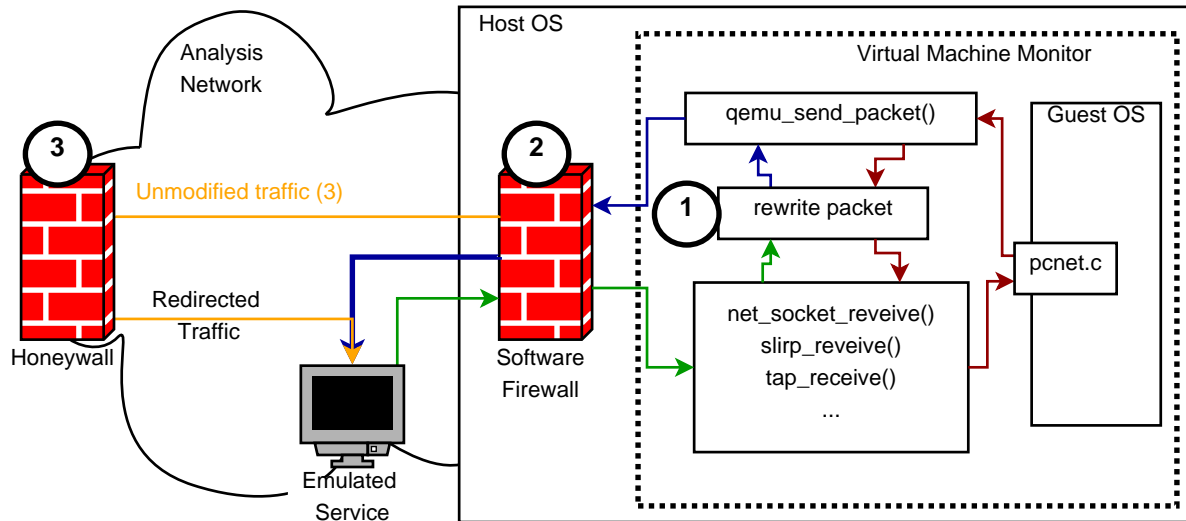 Host OS
Analysis
Network
Virtual Machine Monitor
3
2
qemu_send_packet()
Guest OS
Unmodified traffic (3)
1
rewrite packet
pcnet.c
Redirected
Traffic
net_socket_reveive()
slirp_reveive()
tap_receive()
...
Honeywall
Software
Firewall
Emulated
Service